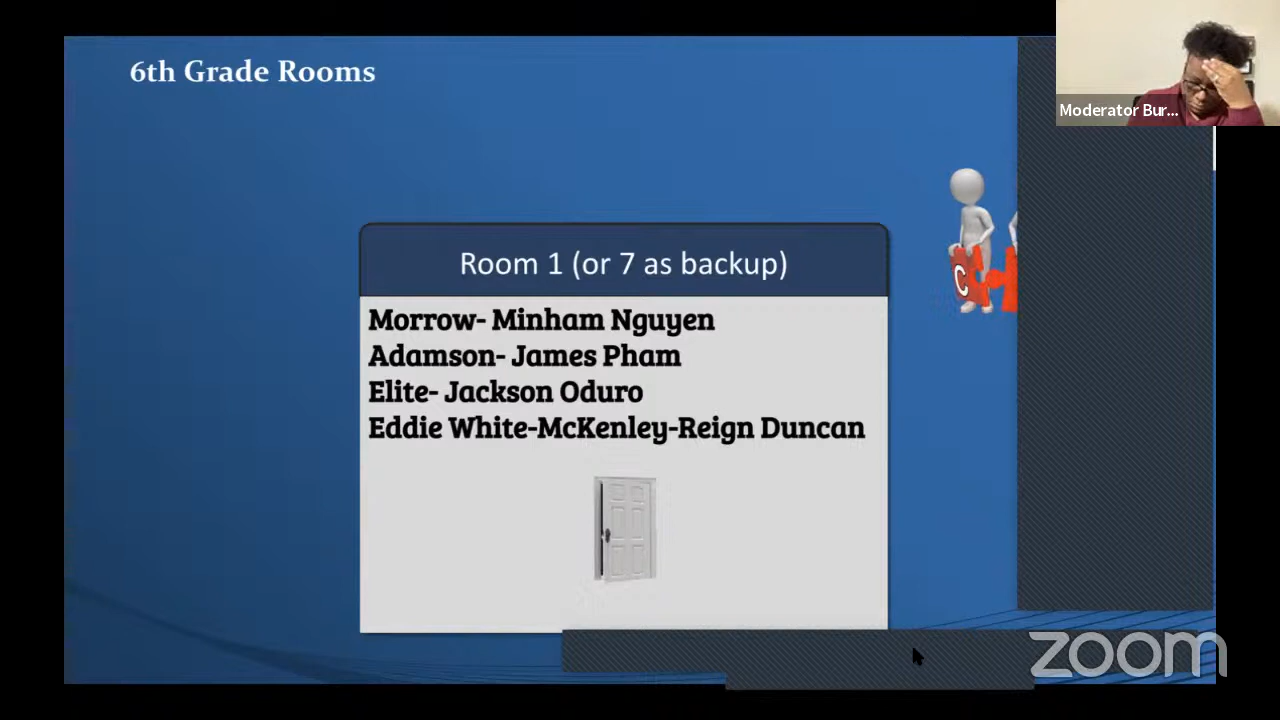 6th Grade Rooms
Moderator Bur...
Room 1 (or 7 as backup)
Morrow- Minham Nguyen
Adamson- James Pham
Elite- Jackson Oduro
Eddie White-McKenley-Reign Duncan
C
zoom